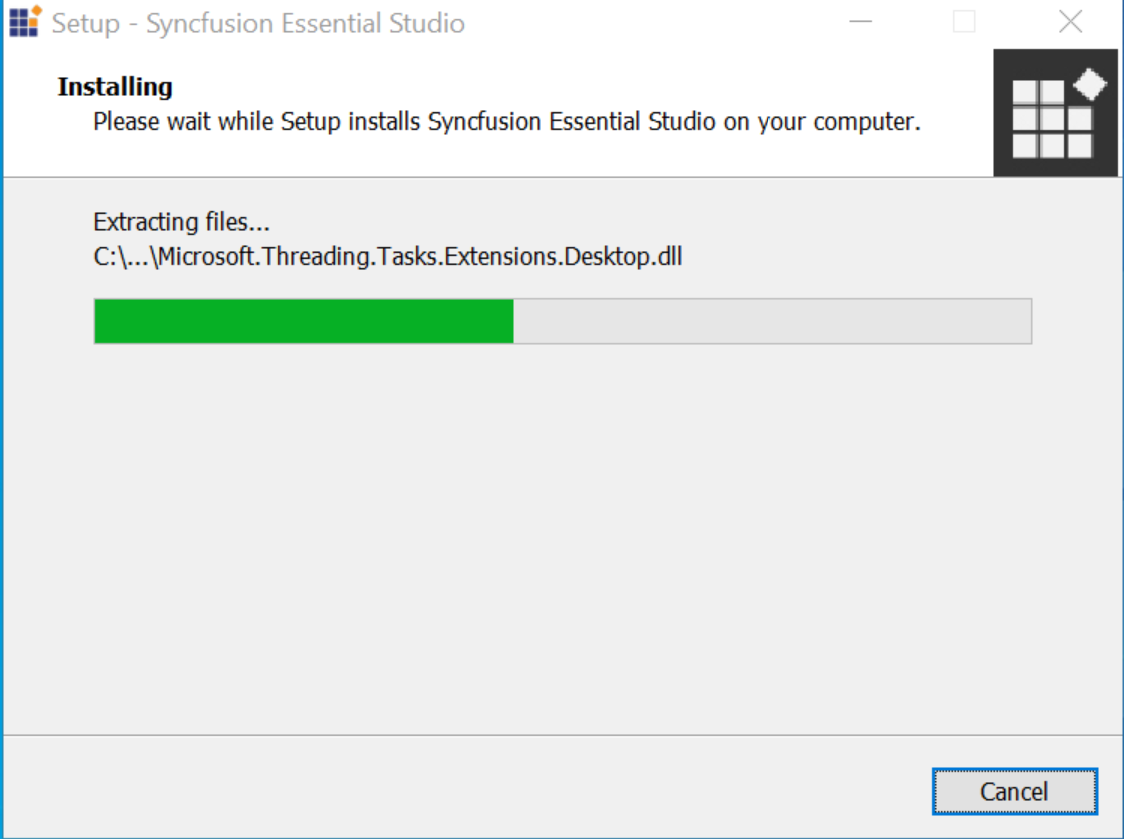 Setup - Syncfusion Essential Studio
Installing
Please wait while Setup installs Syncfusion Essential Studio on your computer.
Extracting files...
C:\...\Microsoft.Threading.Tasks.Extensions.Desktop.dll
Cancel